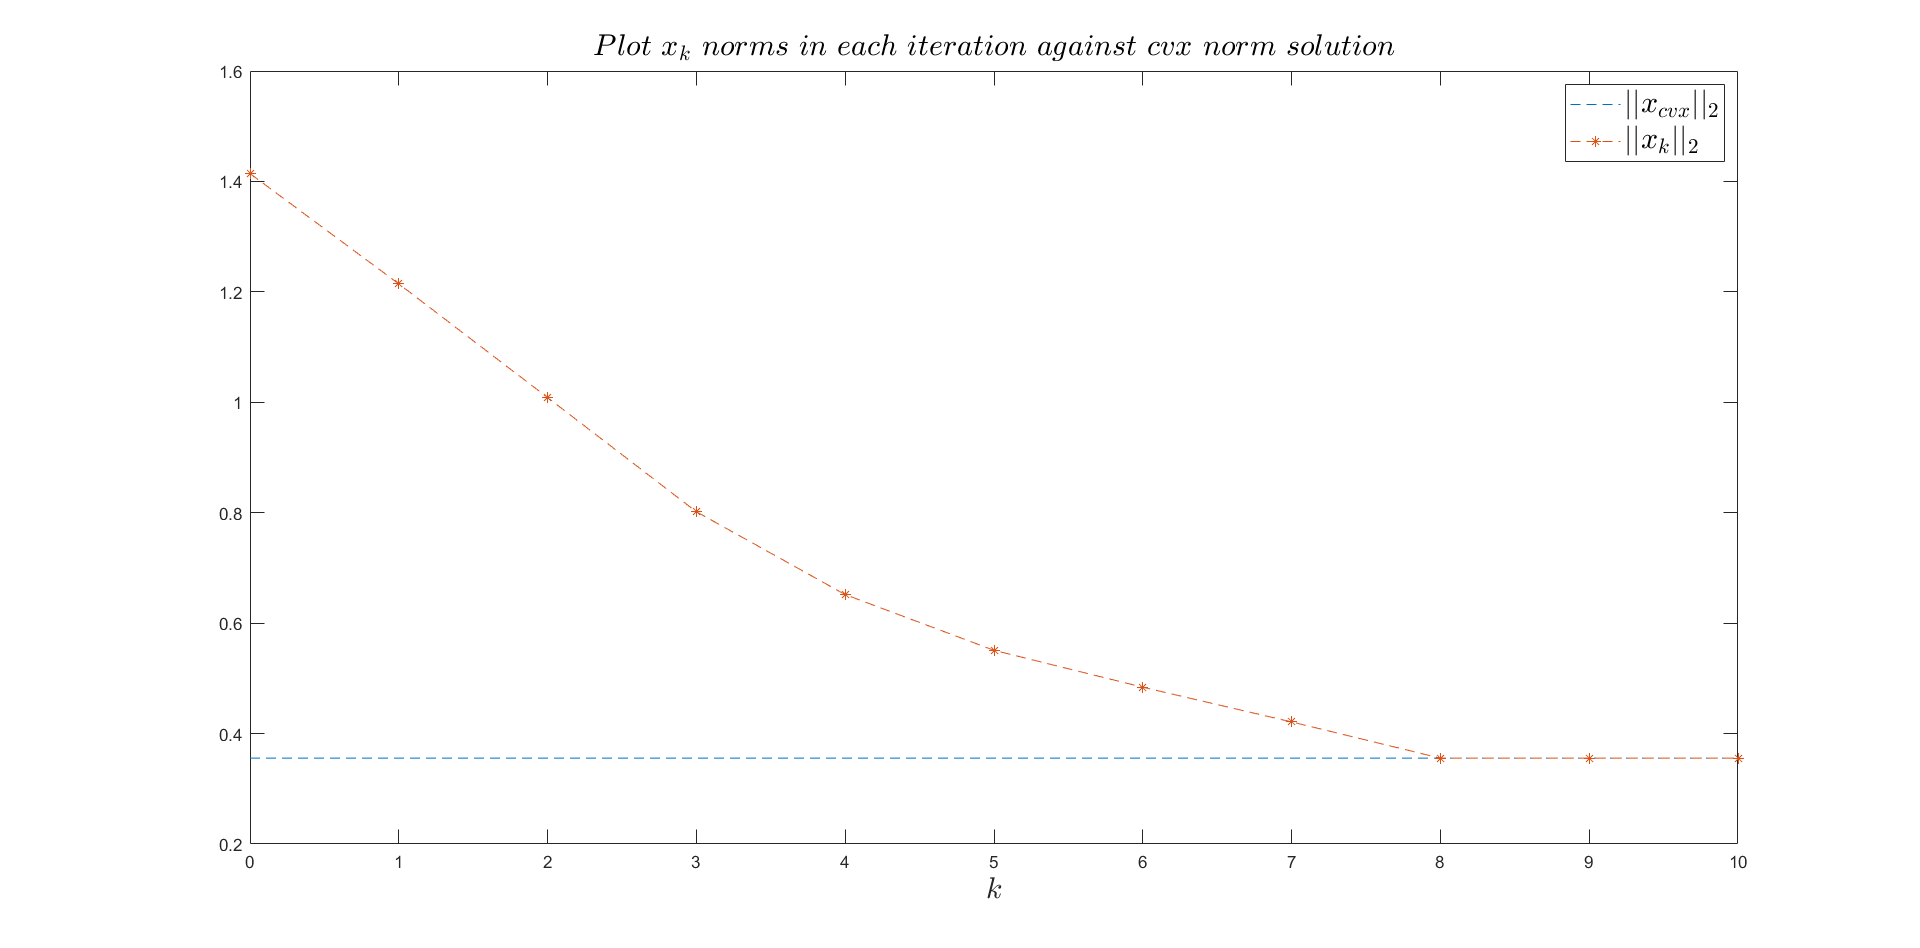 Plot x_k norms in each iteration against cvx norm solution
1.6
1.4
1.2
1
0.8
0.6
0.4
0.2
||x_{cvx}||_2
||x_k||_2
0 1 2 3 4 5 6 7 8 9 10
k